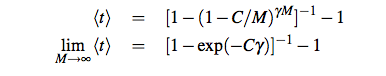 ⟨t⟩ = [1 - (1 - C/M)^{γM}]^{-1} - 1
lim_{M→∞} ⟨t⟩ = [1 - exp(-Cγ)]^{-1} - 1